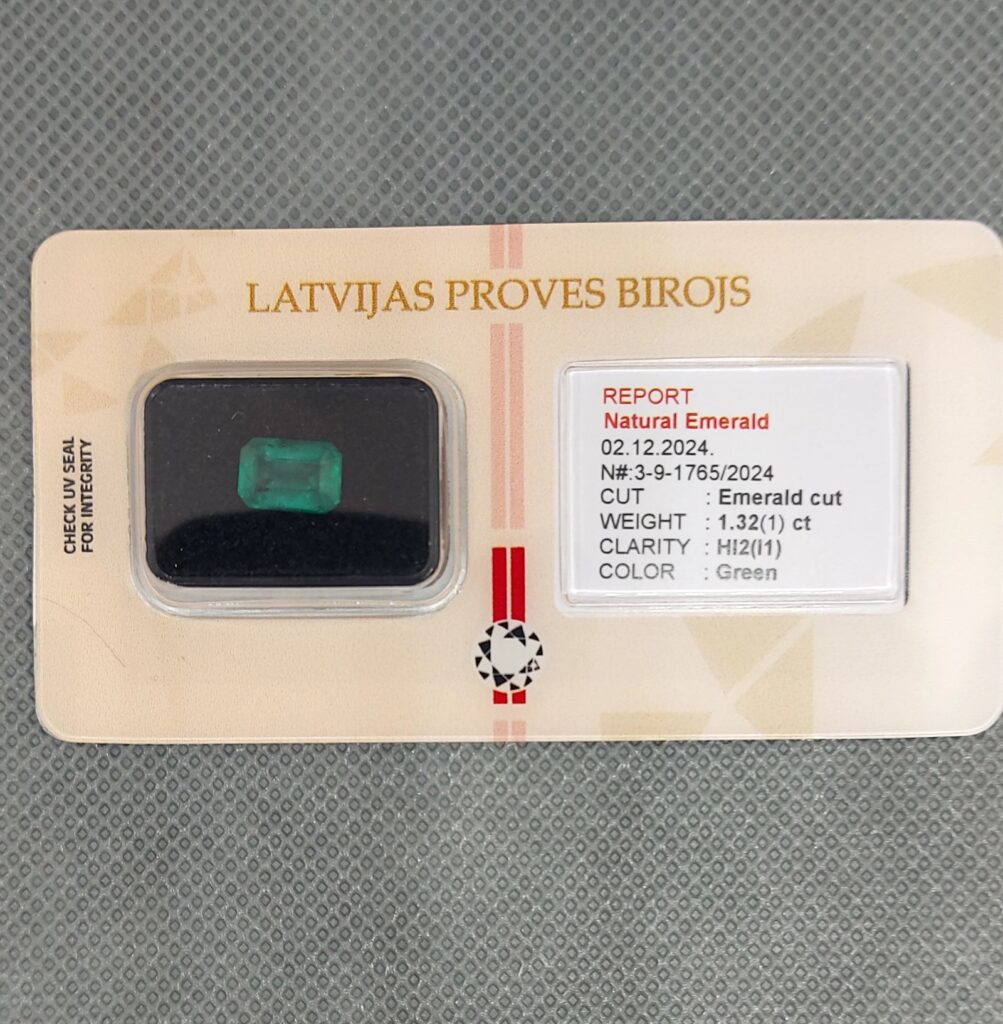 LATVIJAS PROVES BIROJS
CHECK UV SEAL
FOR INTEGRITY
REPORT
Natural Emerald
02.12.2024.
N#:3-9-1765/2024
CUT : Emerald cut
WEIGHT : 1.32(1) ct
CLARITY : HI2(I1)
COLOR : Green